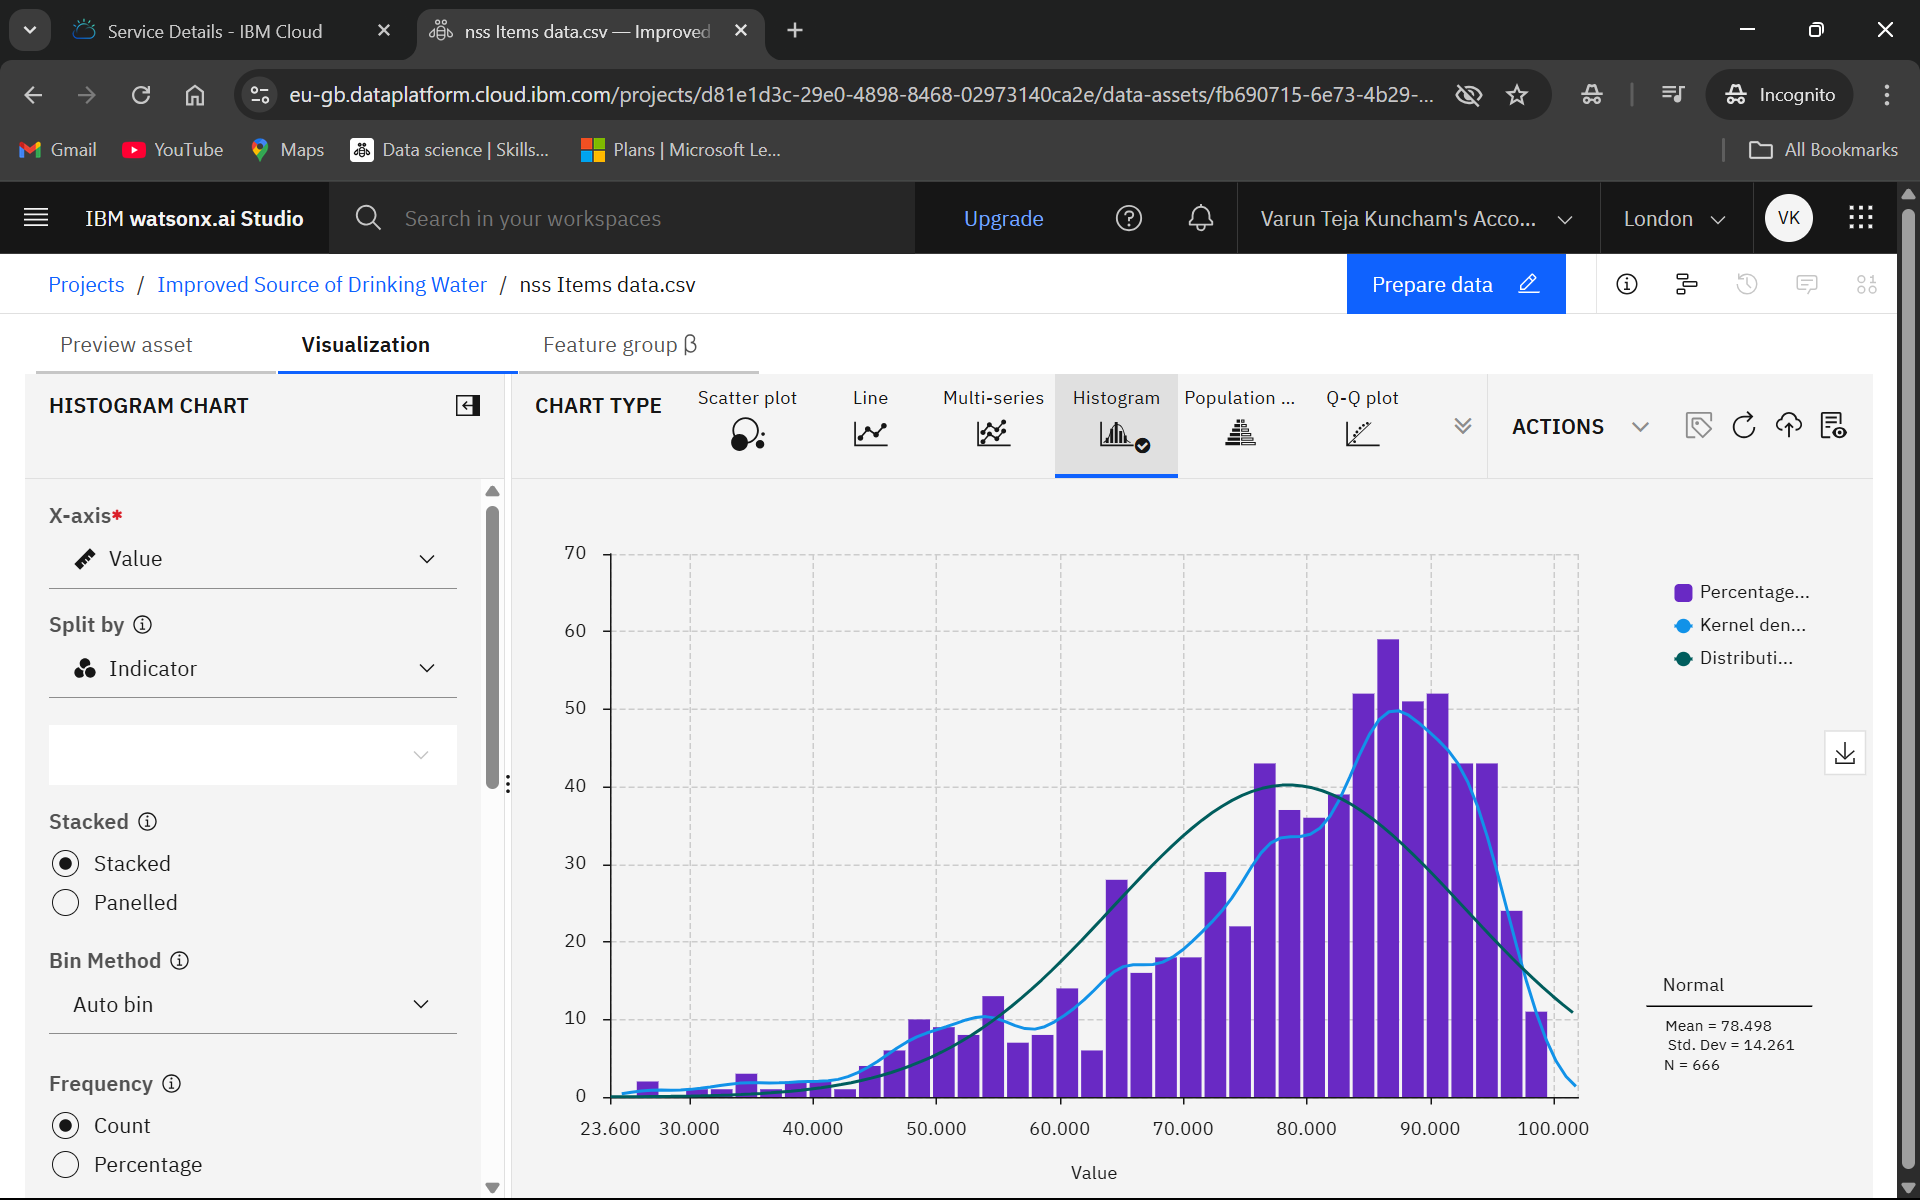 Service Details - IBM Cloud
nss Items data.csv — Improved
eu-gb.dataplatform.cloud.ibm.com/projects/d81e1d3c-29e0-4898-8468-02973140ca2e/data-assets/fb690715-6e73-4b29-...
Incognito
Gmail
YouTube
Maps
Data science | Skills...
Plans | Microsoft Le...
All Bookmarks
IBM watsonx.ai Studio
Search in your workspaces
Upgrade
Varun Teja Kuncham's Acco...
London
VK
Projects / Improved Source of Drinking Water / nss Items data.csv
Prepare data
Preview asset
Visualization
Feature group β
HISTOGRAM CHART
CHART TYPE
Scatter plot
Line
Multi-series
Histogram
Population ...
Q-Q plot
ACTIONS
X-axis*
Value
Split by
Indicator
Stacked
Stacked
Panelled
Bin Method
Auto bin
Frequency
Count
Percentage
70
60
50
40
30
20
10
0
23.600 30.000 40.000 50.000 60.000 70.000 80.000 90.000 100.000
Value
Percentage...
Kernel den...
Distributi...
Normal
Mean = 78.498
Std. Dev = 14.261
N = 666